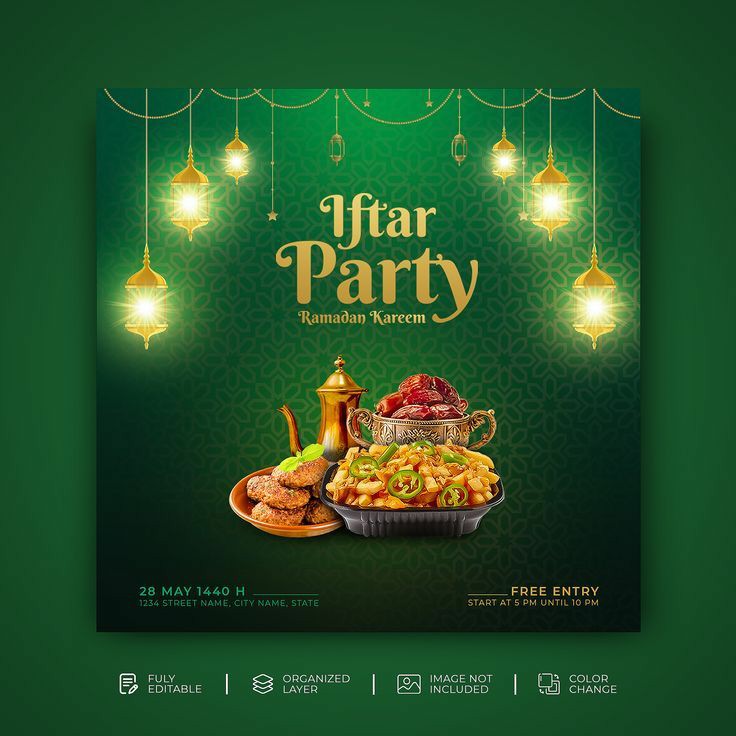 Iftar
Party
Ramadan Kareem
28 MAY 1440 H
1234 STREET NAME, CITY NAME, STATE
FREE ENTRY
START AT 5 PM UNTIL 10 PM
FULY
EDITABLE
ORGANIZED
LAYER
IMAGE NOT
INCLUDED
COLOR
CHANGE